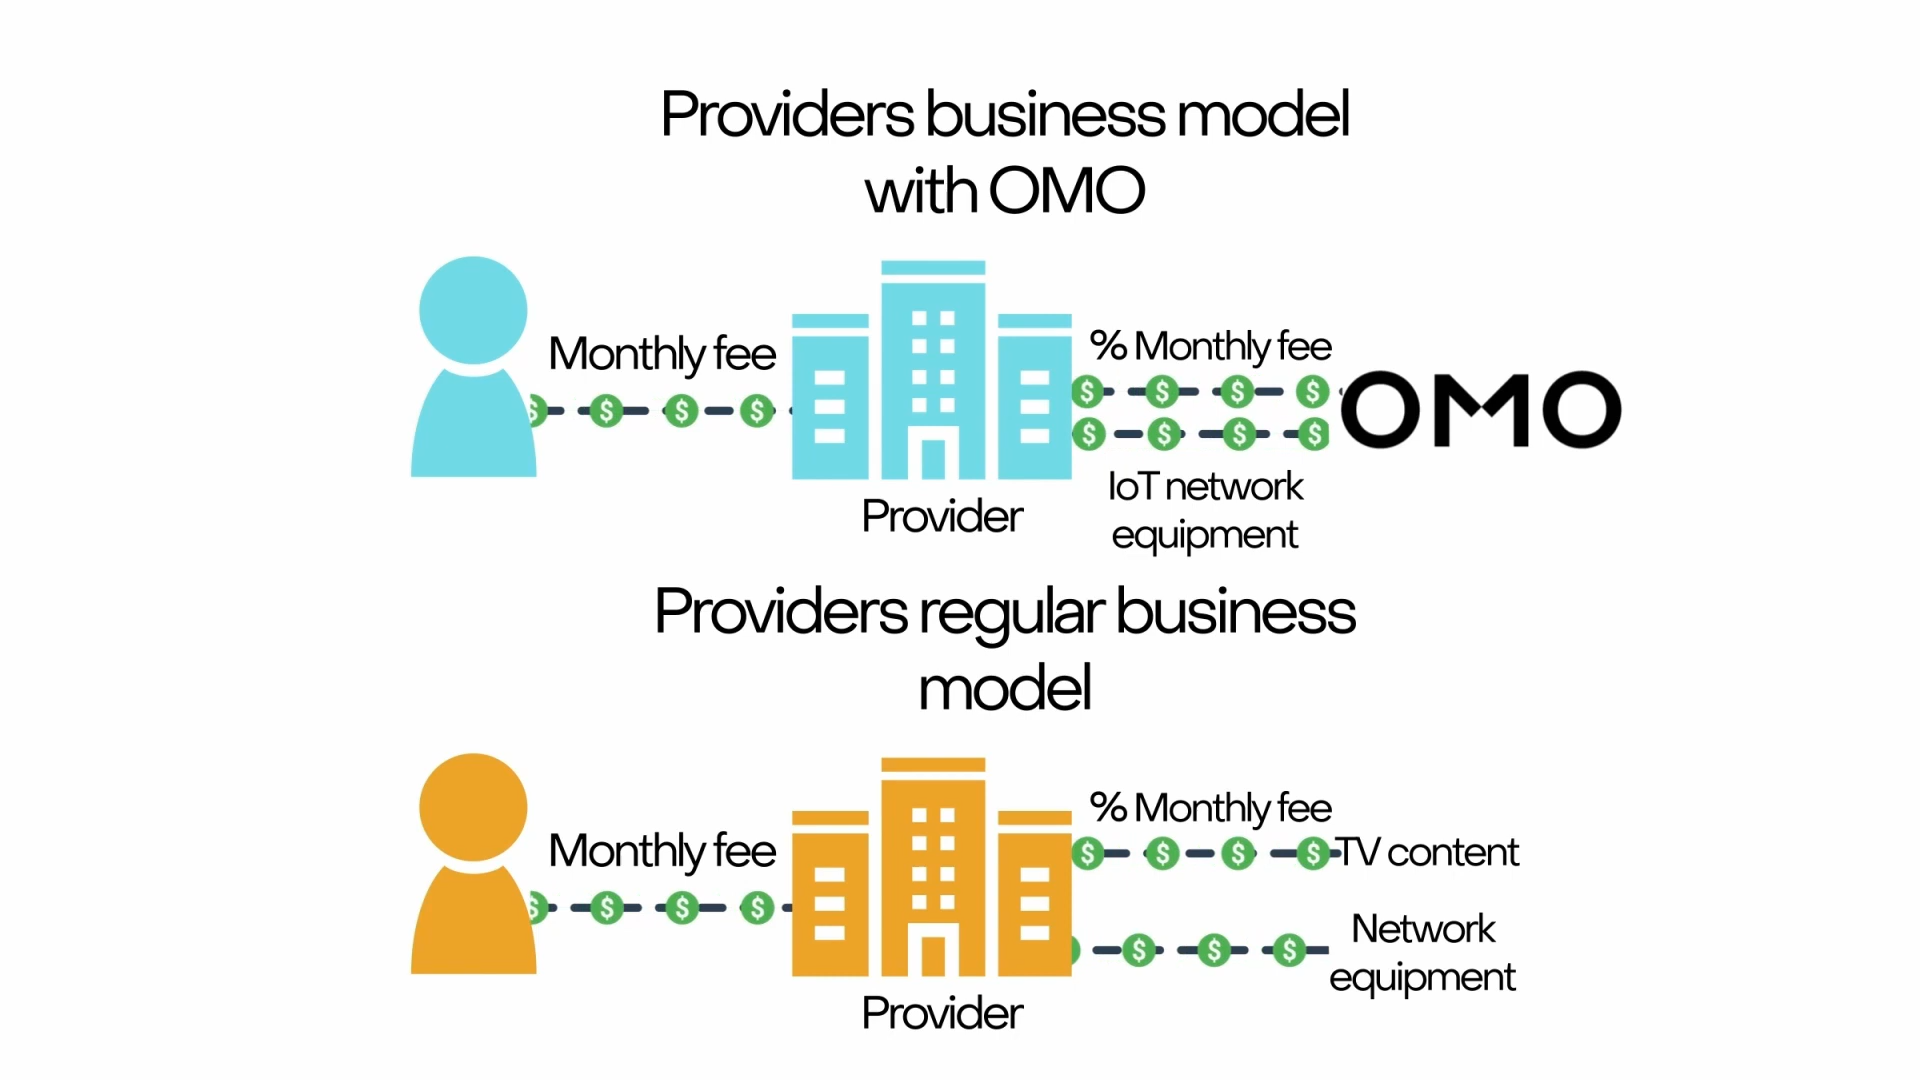 Providers business model
with OMO
Monthly fee
% Monthly fee
OMO
IoT network
equipment
Provider
Providers regular business
model
Monthly fee
% Monthly fee
TV content
Network
equipment
Provider